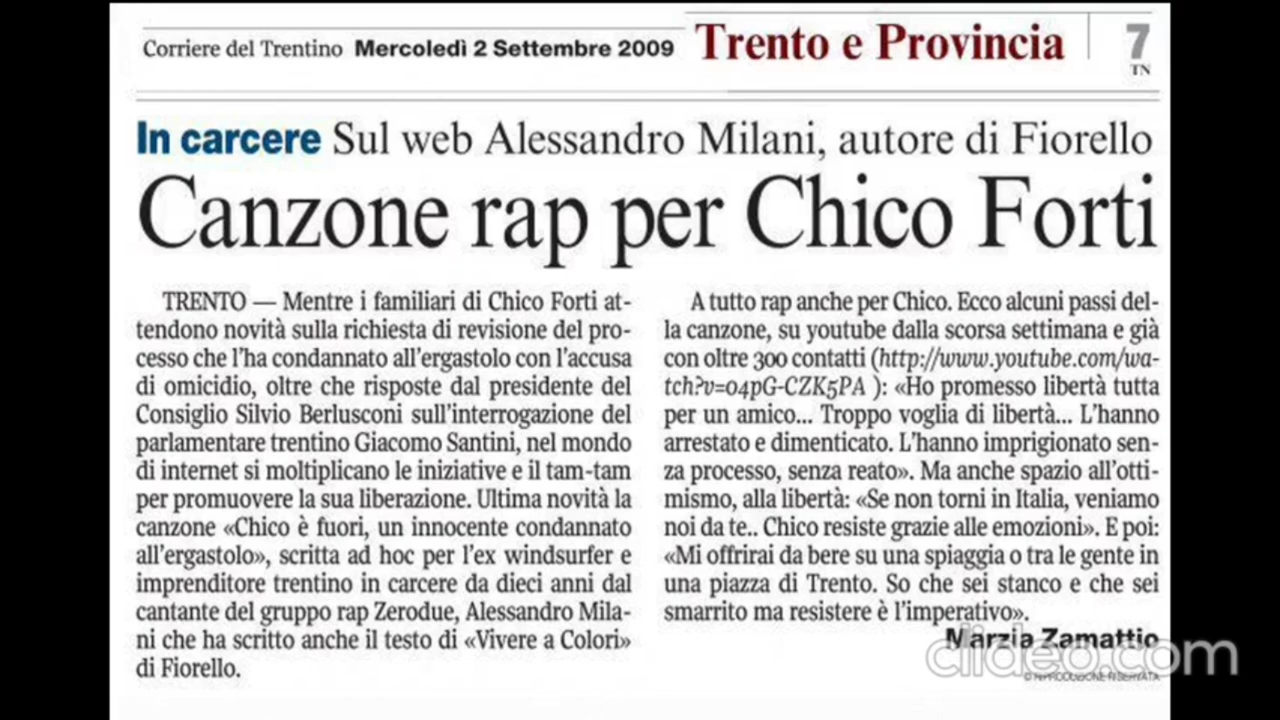 Corriere del Trentino Mercoledì 2 Settembre 2009 Trento e Provincia 7
TN
In carcere Sul web Alessandro Milani, autore di Fiorello
Canzone rap per Chico Forti
TRENTO — Mentre i familiari di Chico Forti at-
tendono novità sulla richiesta di revisione del pro-
cesso che l'ha condannato all'ergastolo con l'accusa
di omicidio, oltre che risposte dal presidente del
Consiglio Silvio Berlusconi sull'interrogazione del
parlamentare trentino Giacomo Santini, nel mondo
di internet si moltiplicano le iniziative e il tam-tam
per promuovere la sua liberazione. Ultima novità la
canzone «Chico è fuori, un innocente condannato
all'ergastolo», scritta ad hoc per l'ex windsurfer e
imprenditore trentino in carcere da dieci anni dal
cantante del gruppo rap Zerodue, Alessandro Mila-
ni che ha scritto anche il testo di «Vivere a Colori»
di Fiorello.
A tutto rap anche per Chico. Ecco alcuni passi del-
la canzone, su youtube dalla scorsa settimana e già
con oltre 300 contatti (http://www.youtube.com/wa-
tch?v=04pG-CZK5PA ): «Ho promesso libertà tutta
per un amico... Troppo voglia di libertà... L'hanno
arrestato e dimenticato. L'hanno imprigionato sen-
za processo, senza reato». Ma anche spazio all'otti-
mismo, alla libertà: «Se non torni in Italia, veniamo
noi da te.. Chico resiste grazie alle emozioni». E poi:
«Mi offrirai da bere su una spiaggia o tra le gente in
una piazza di Trento. So che sei stanco e che sei
smarrito ma resistere è l'imperativo».
Marzia Zamattio
© RIPRODUZIONE RISERVATA
clideo.com